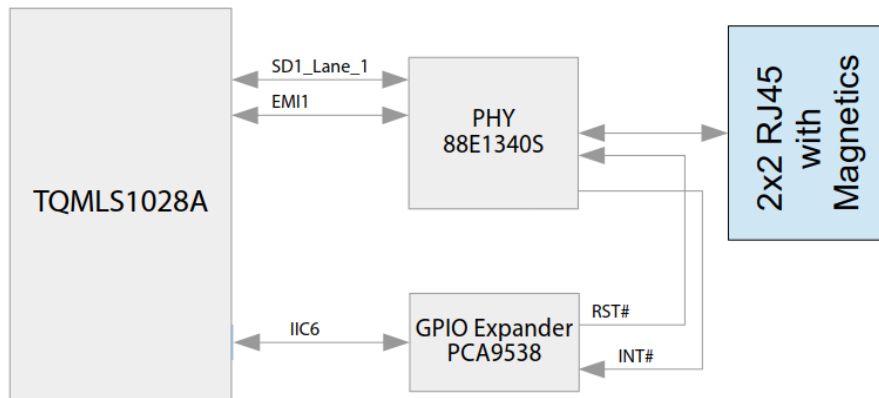 TQMLS1028A
SD1_Lane_1
EMI1
PHY
88E1340S
2x2 RJ45
with
Magnetics
IIC6
GPIO Expander
PCA9538
RST#
INT#